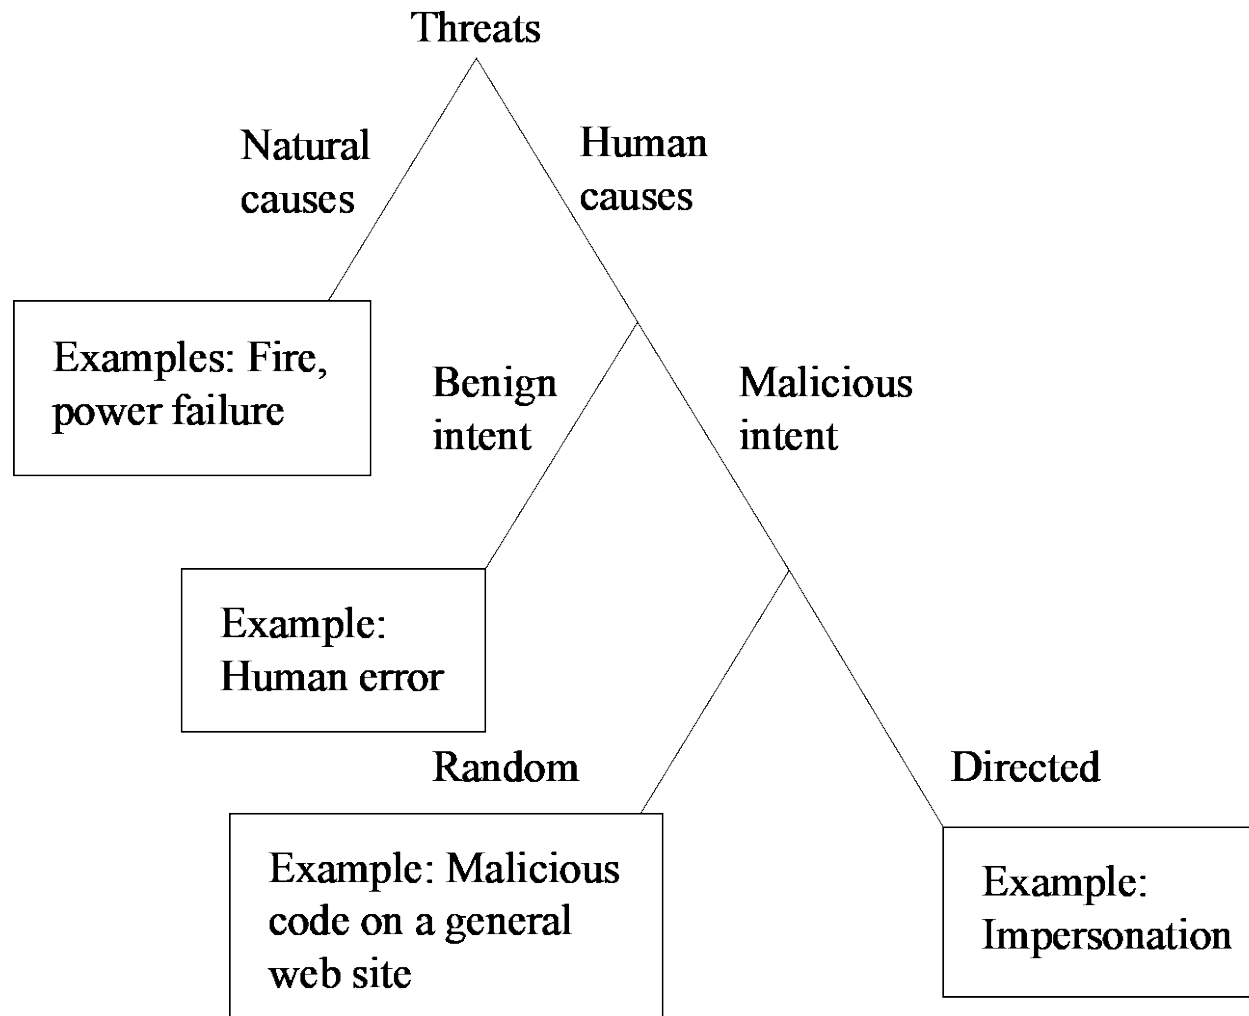 Threats
Natural
causes
Human
causes
Examples: Fire,
power failure
Benign
intent
Malicious
intent
Example:
Human error
Random
Directed
Example: Malicious
code on a general
web site
Example:
Impersonation